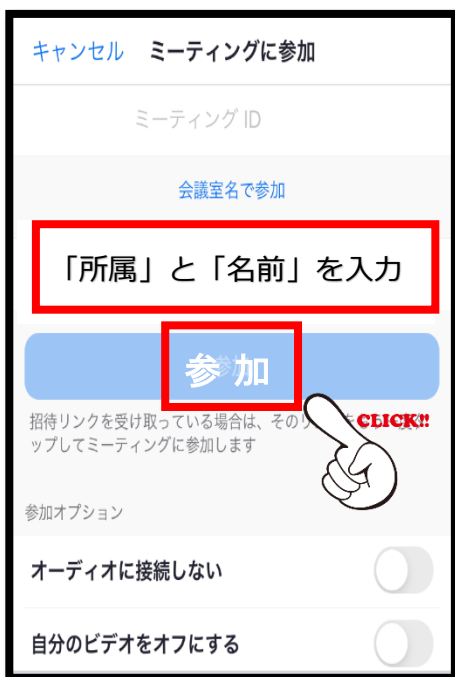 キャンセル ミーティングに参加
ミーティング ID
会議室名で参加
「所属」と「名前」を入力
参 加
招待リンクを受け取っている場合は、そのリ
CLICK!!
ップしてミーティングに参加します
参加オプション
オーディオに接続しない
自分のビデオをオフにする